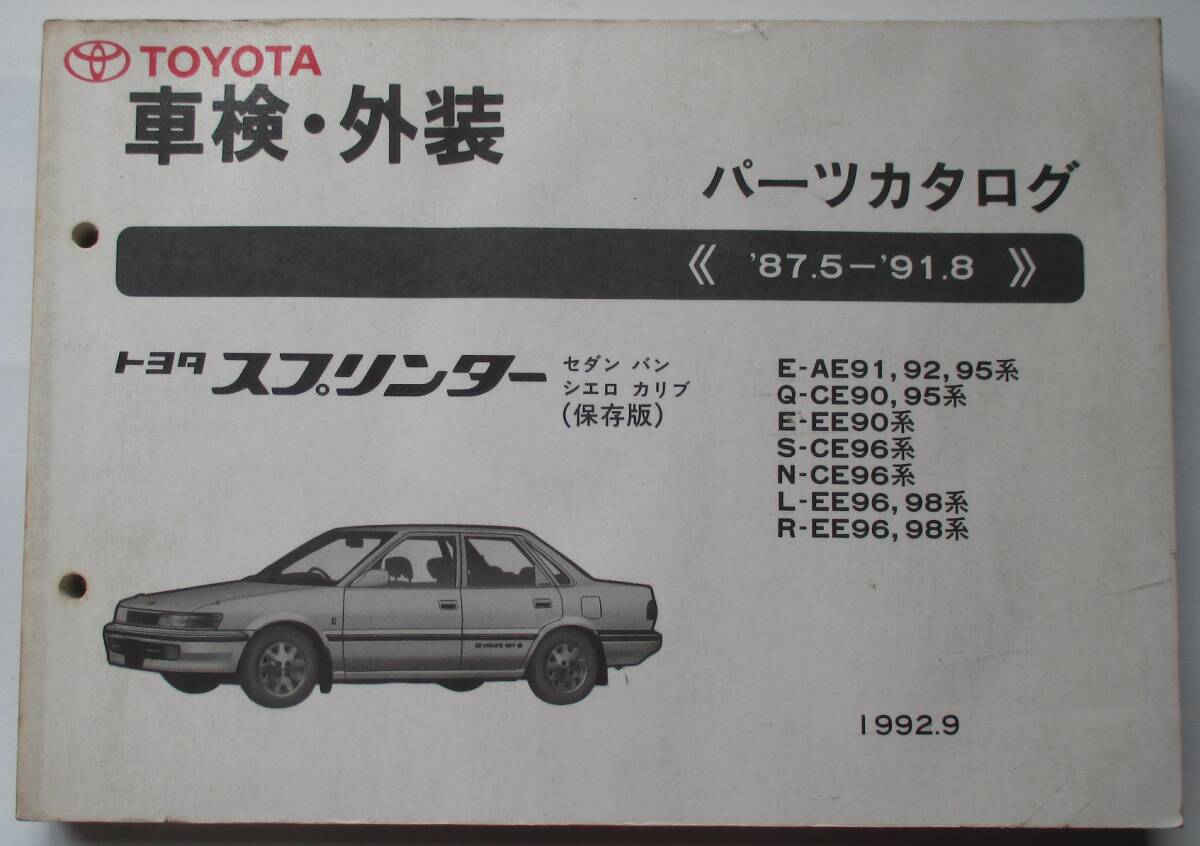 TOYOTA
車検・外装
パーツカタログ
《 '87.5-'91.8 》
トヨタ スプリンター
セダン バン
シエロ カリブ
(保存版)
E-AE91, 92, 95系
Q-CE90, 95系
E-EE90系
S-CE96系
N-CE96系
L-EE96, 98系
R-EE96, 98系
1992.9